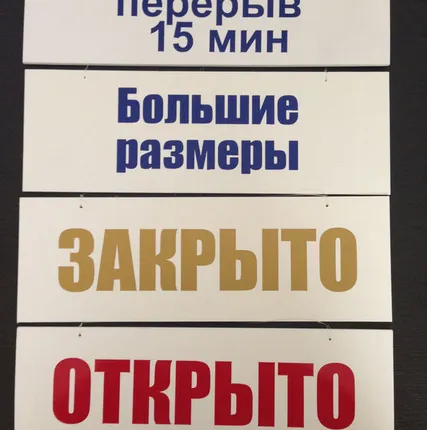 перерыв
15 мин
Большие
размеры
ЗАКРЫТО
ОТКРЫТО